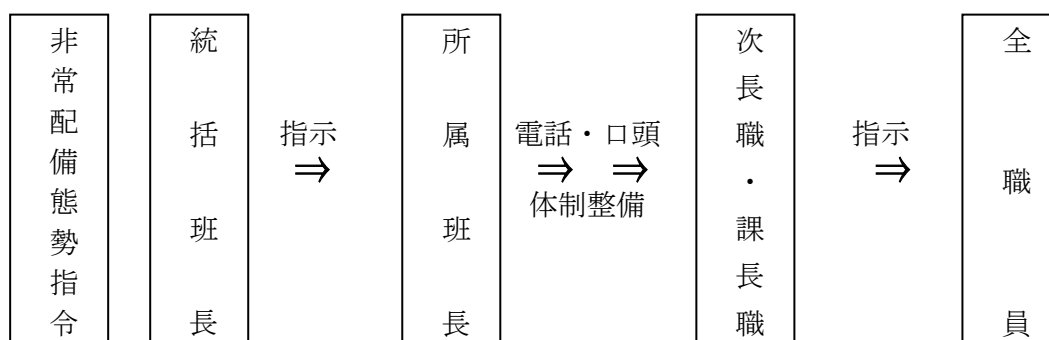 非常配備態勢指令
統括班長
指示
⇒
所属班長
電話・口頭
⇒ ⇒
体制整備
次長職・課長職
指示
⇒
全職員